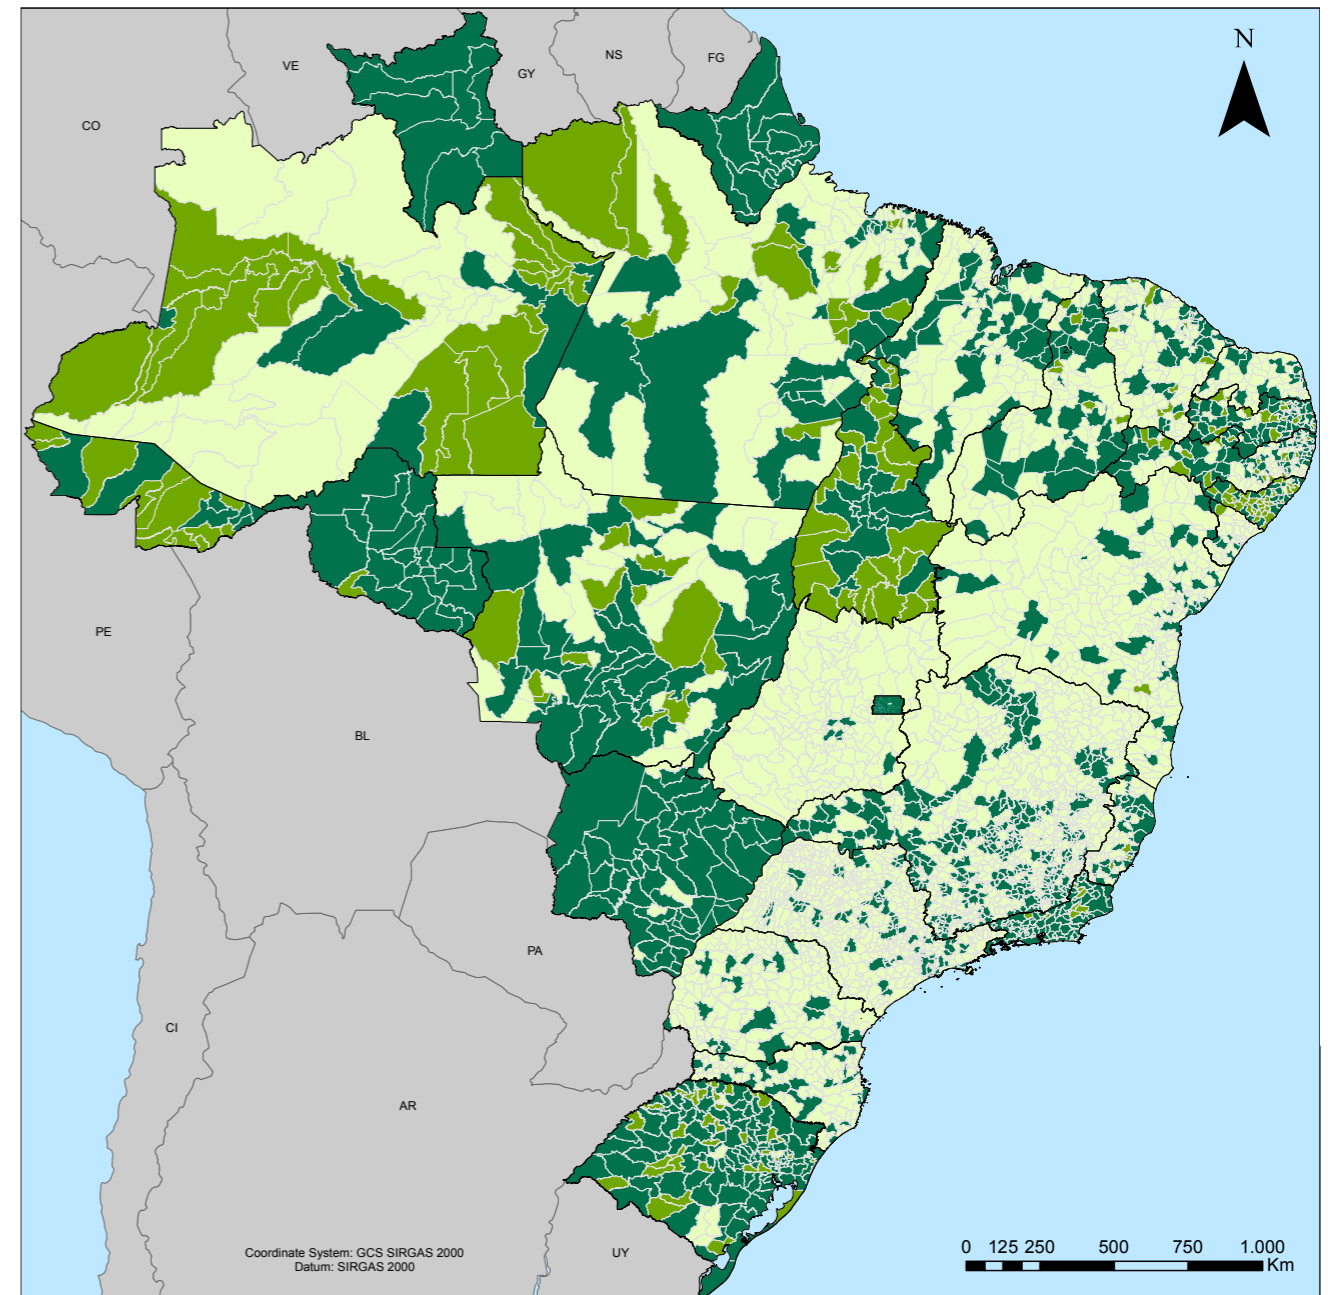 N
VE
GY
NS
FG
CO
PE
BL
PA
CI
AR
UY
Coordinate System: GCS SIRGAS 2000
Datum: SIRGAS 2000
0 125 250 500 750 1.000
Km